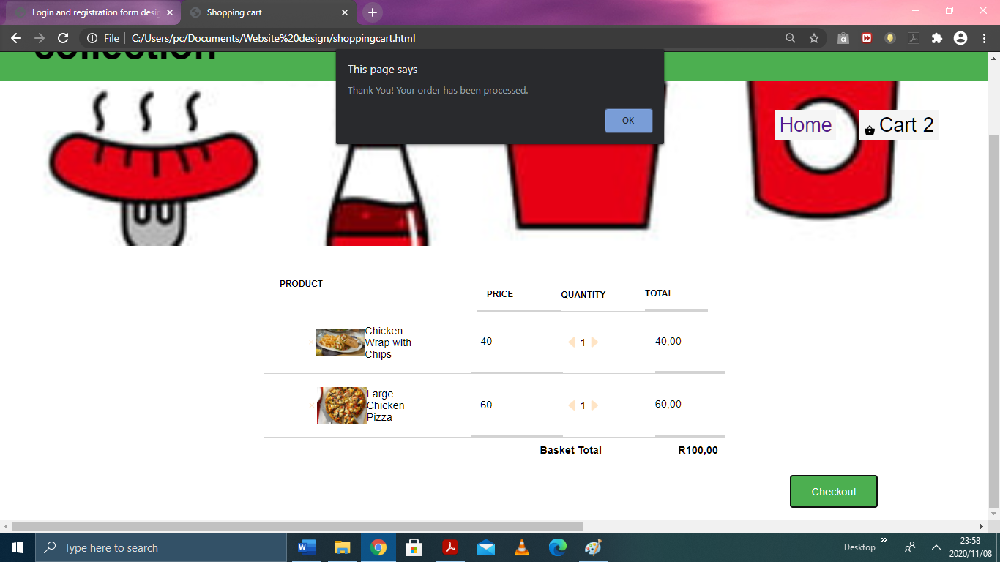 Login and registration form desig
Shopping cart
File
C:/Users/pc/Documents/Website%20design/shoppingcart.html
collection
This page says
Thank You! Your order has been processed.
OK
Home
Cart 2
PRODUCT
PRICE
QUANTITY
TOTAL
Chicken
Wrap with
Chips
40
1
40,00
Large
Chicken
Pizza
60
1
60,00
Basket Total
R100,00
Checkout
Type here to search
Desktop
23:58
2020/11/08